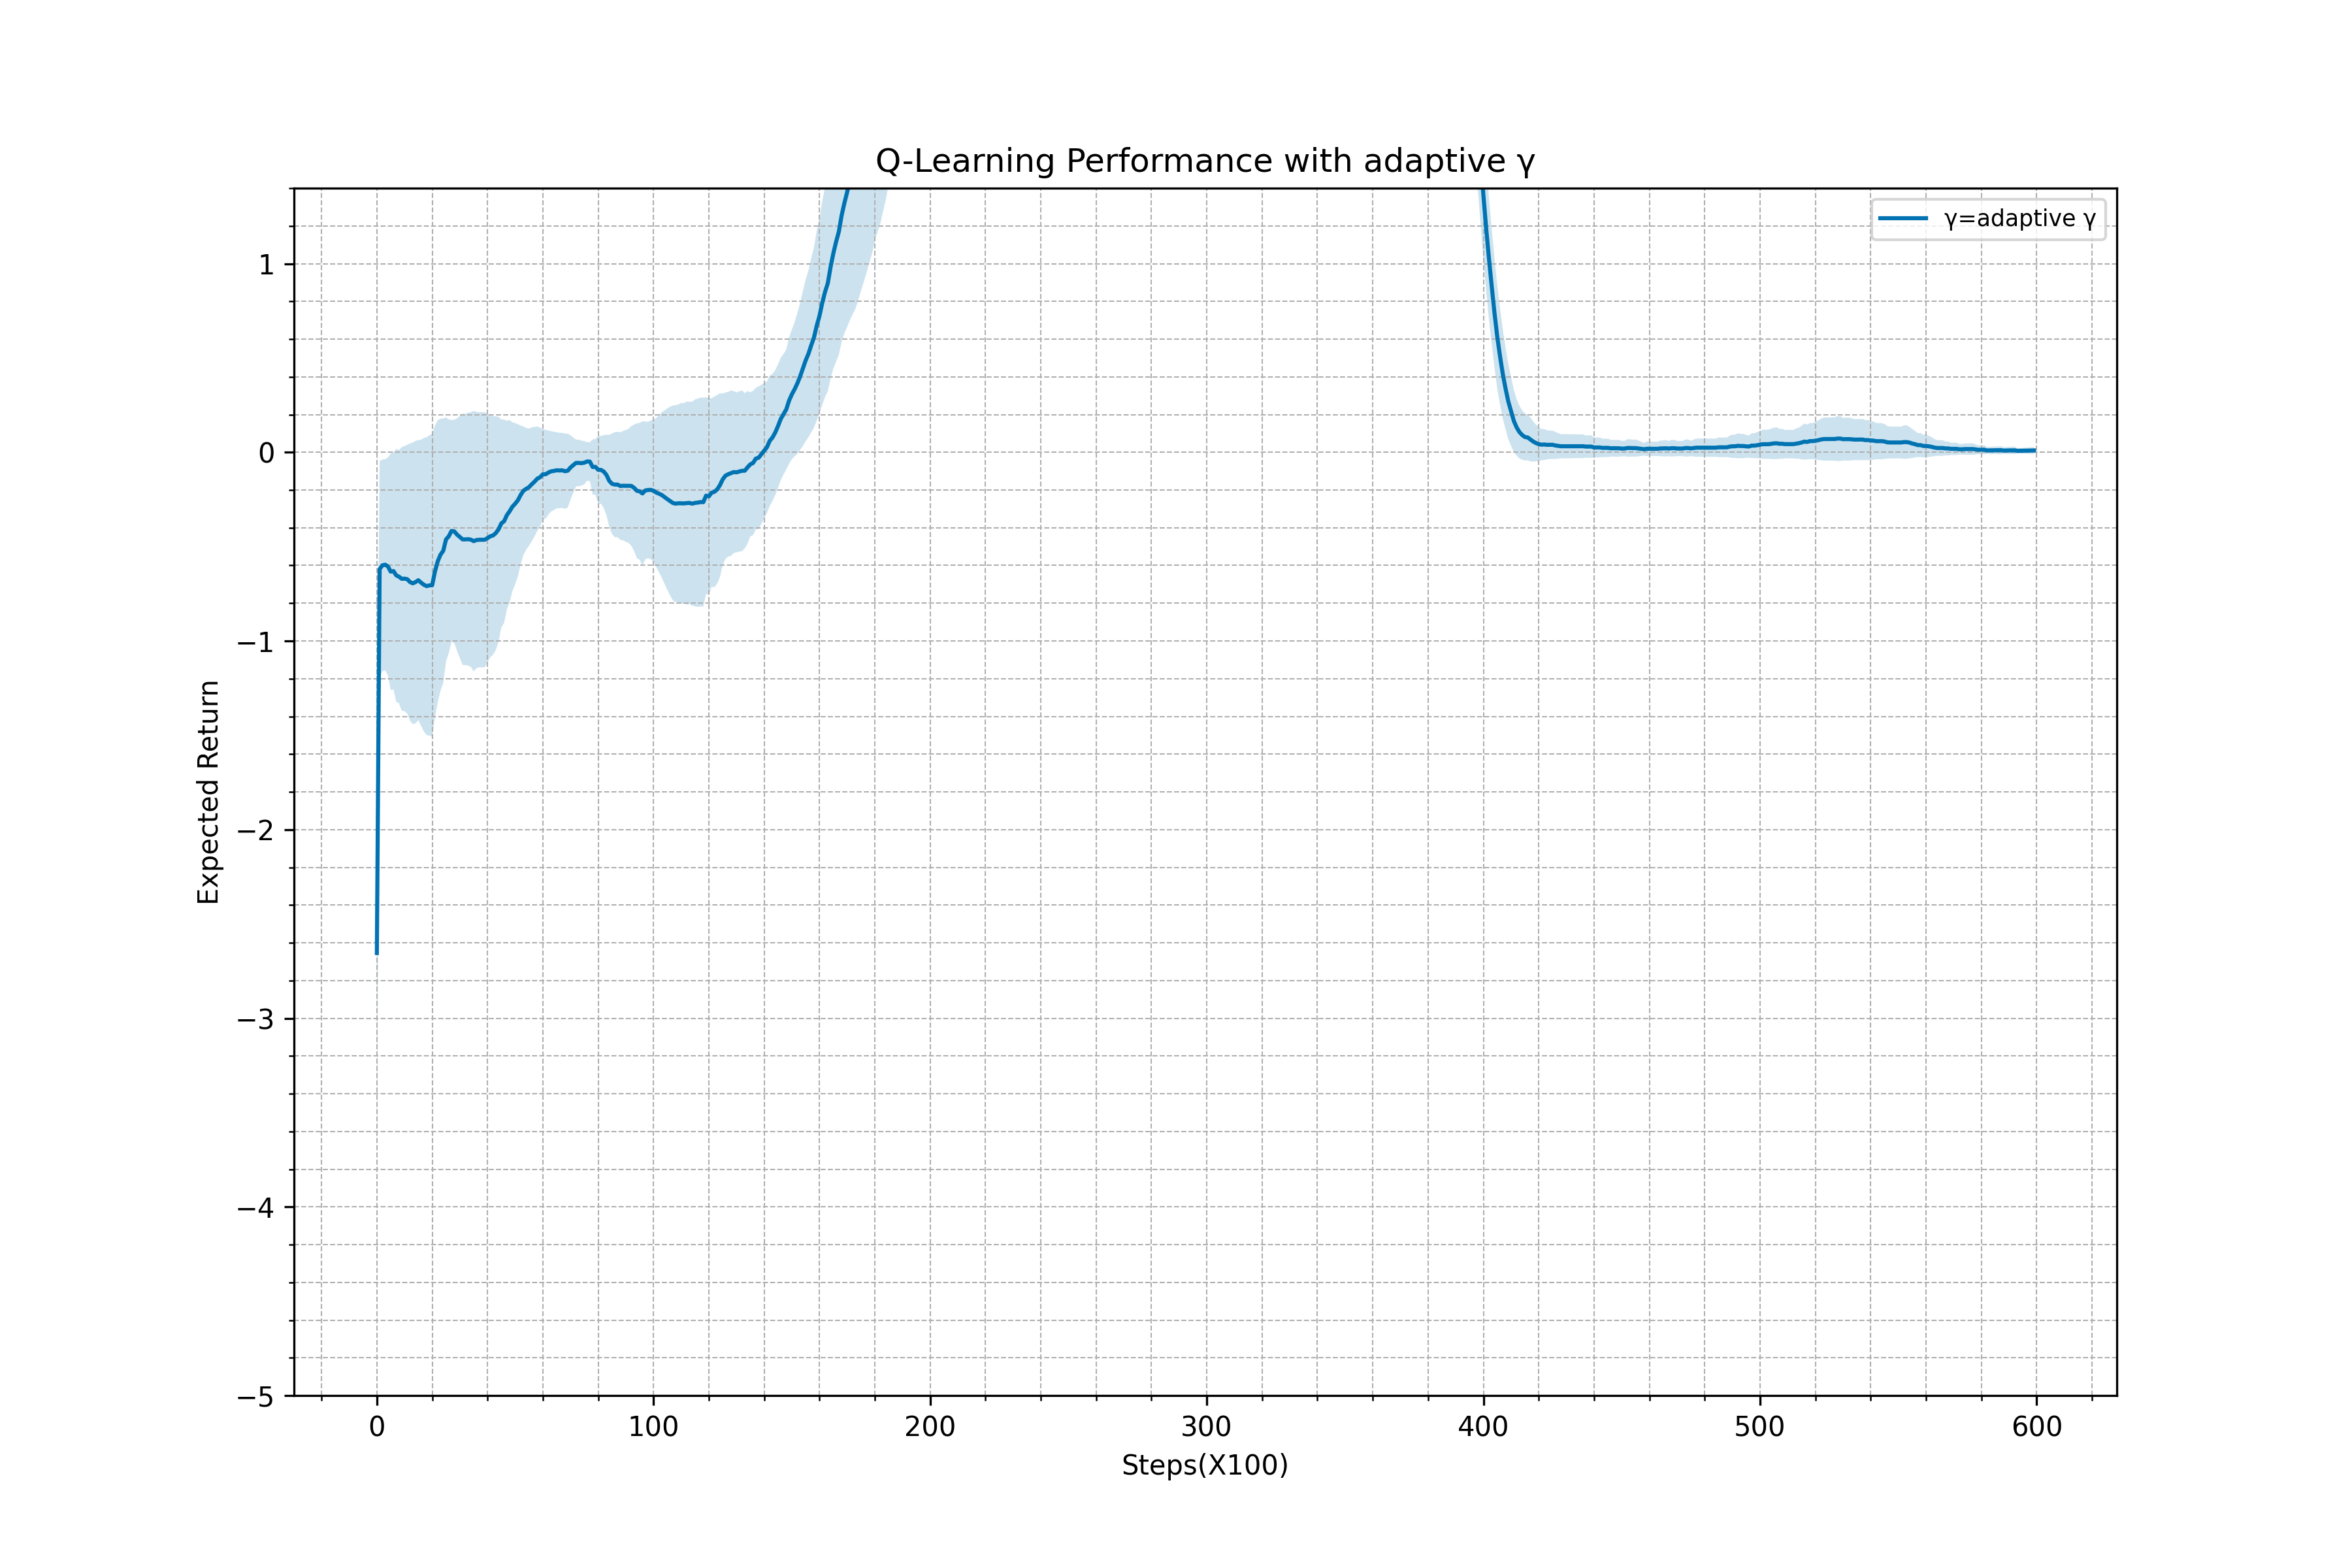 Q-Learning Performance with adaptive γ
γ=adaptive γ
Expected Return
1
0
−1
−2
−3
−4
−5
0 100 200 300 400 500 600
Steps(X100)